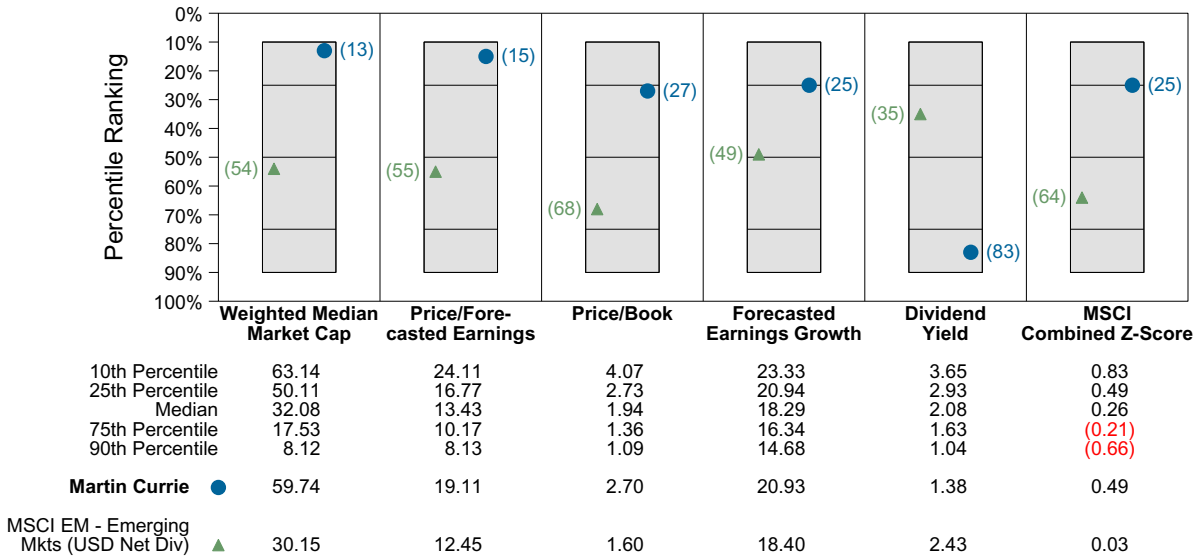 Percentile Ranking
0%
10%
20%
30%
40%
50%
60%
70%
80%
90%
100%
(13)
(54)
(15)
(55)
(27)
(68)
(25)
(49)
(35)
(83)
(25)
(64)
Weighted Median
Market Cap
Price/Fore-
casted Earnings
Price/Book
Forecasted
Earnings Growth
Dividend
Yield
MSCI
Combined Z-Score
10th Percentile 63.14 24.11 4.07 23.33 3.65 0.83
25th Percentile 50.11 16.77 2.73 20.94 2.93 0.49
Median 32.08 13.43 1.94 18.29 2.08 0.26
75th Percentile 17.53 10.17 1.36 16.34 1.63 (0.21)
90th Percentile 8.12 8.13 1.09 14.68 1.04 (0.66)
Martin Currie 59.74 19.11 2.70 20.93 1.38 0.49
MSCI EM - Emerging
Mkts (USD Net Div) 30.15 12.45 1.60 18.40 2.43 0.03